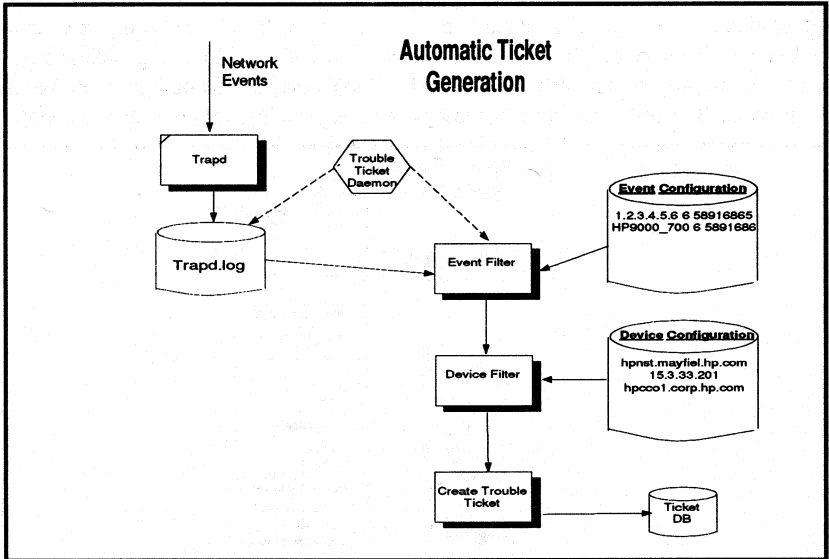 Automatic Ticket
Generation
Network
Events
Trapd
Trouble
Ticket
Daemon
Trapd.log
Event Filter
Event Configuration
1.2.3.4.5.6 6 58916865
HP9000_700 6 5891686
Device Filter
Device Configuration
hpnst.mayfiel.hp.com
15.3.33.201
hpcco1.corp.hp.com
Create Trouble
Ticket
Ticket
DB